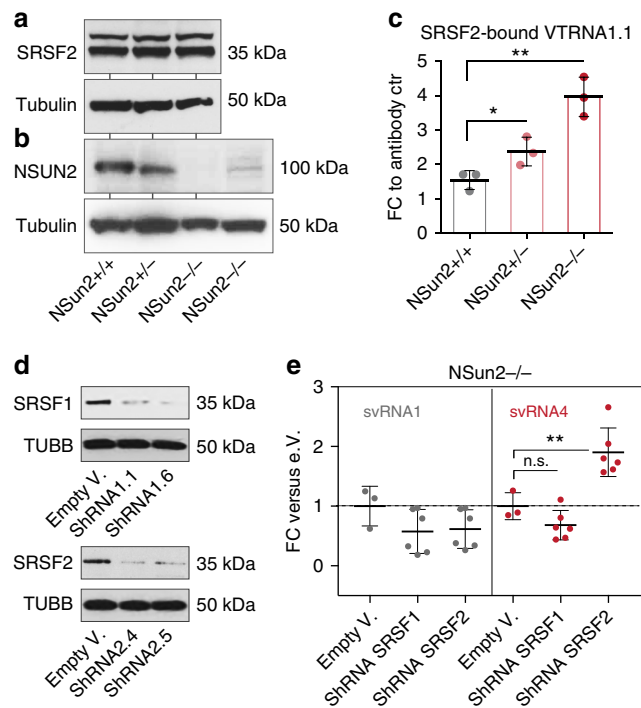 a
SRSF2
35 kDa
Tubulin
50 kDa
b
NSUN2
100 kDa
Tubulin
50 kDa
NSun2+/+
NSun2+/–
NSun2–/–
NSun2–/–
c
SRSF2-bound VTRNA1.1
FC to antibody ctr
5
4
3
2
1
0
*
**
NSun2+/+
NSun2+/–
NSun2–/–
d
SRSF1
35 kDa
TUBB
50 kDa
Empty V.
ShRNA1.1
ShRNA1.6
SRSF2
35 kDa
TUBB
50 kDa
Empty V.
ShRNA2.4
ShRNA2.5
e
NSun2–/–
FC versus e.V.
3
2
1
0
svRNA1
svRNA4
**
n.s.
Empty V.
ShRNA SRSF1
ShRNA SRSF2
Empty V.
ShRNA SRSF1
ShRNA SRSF2